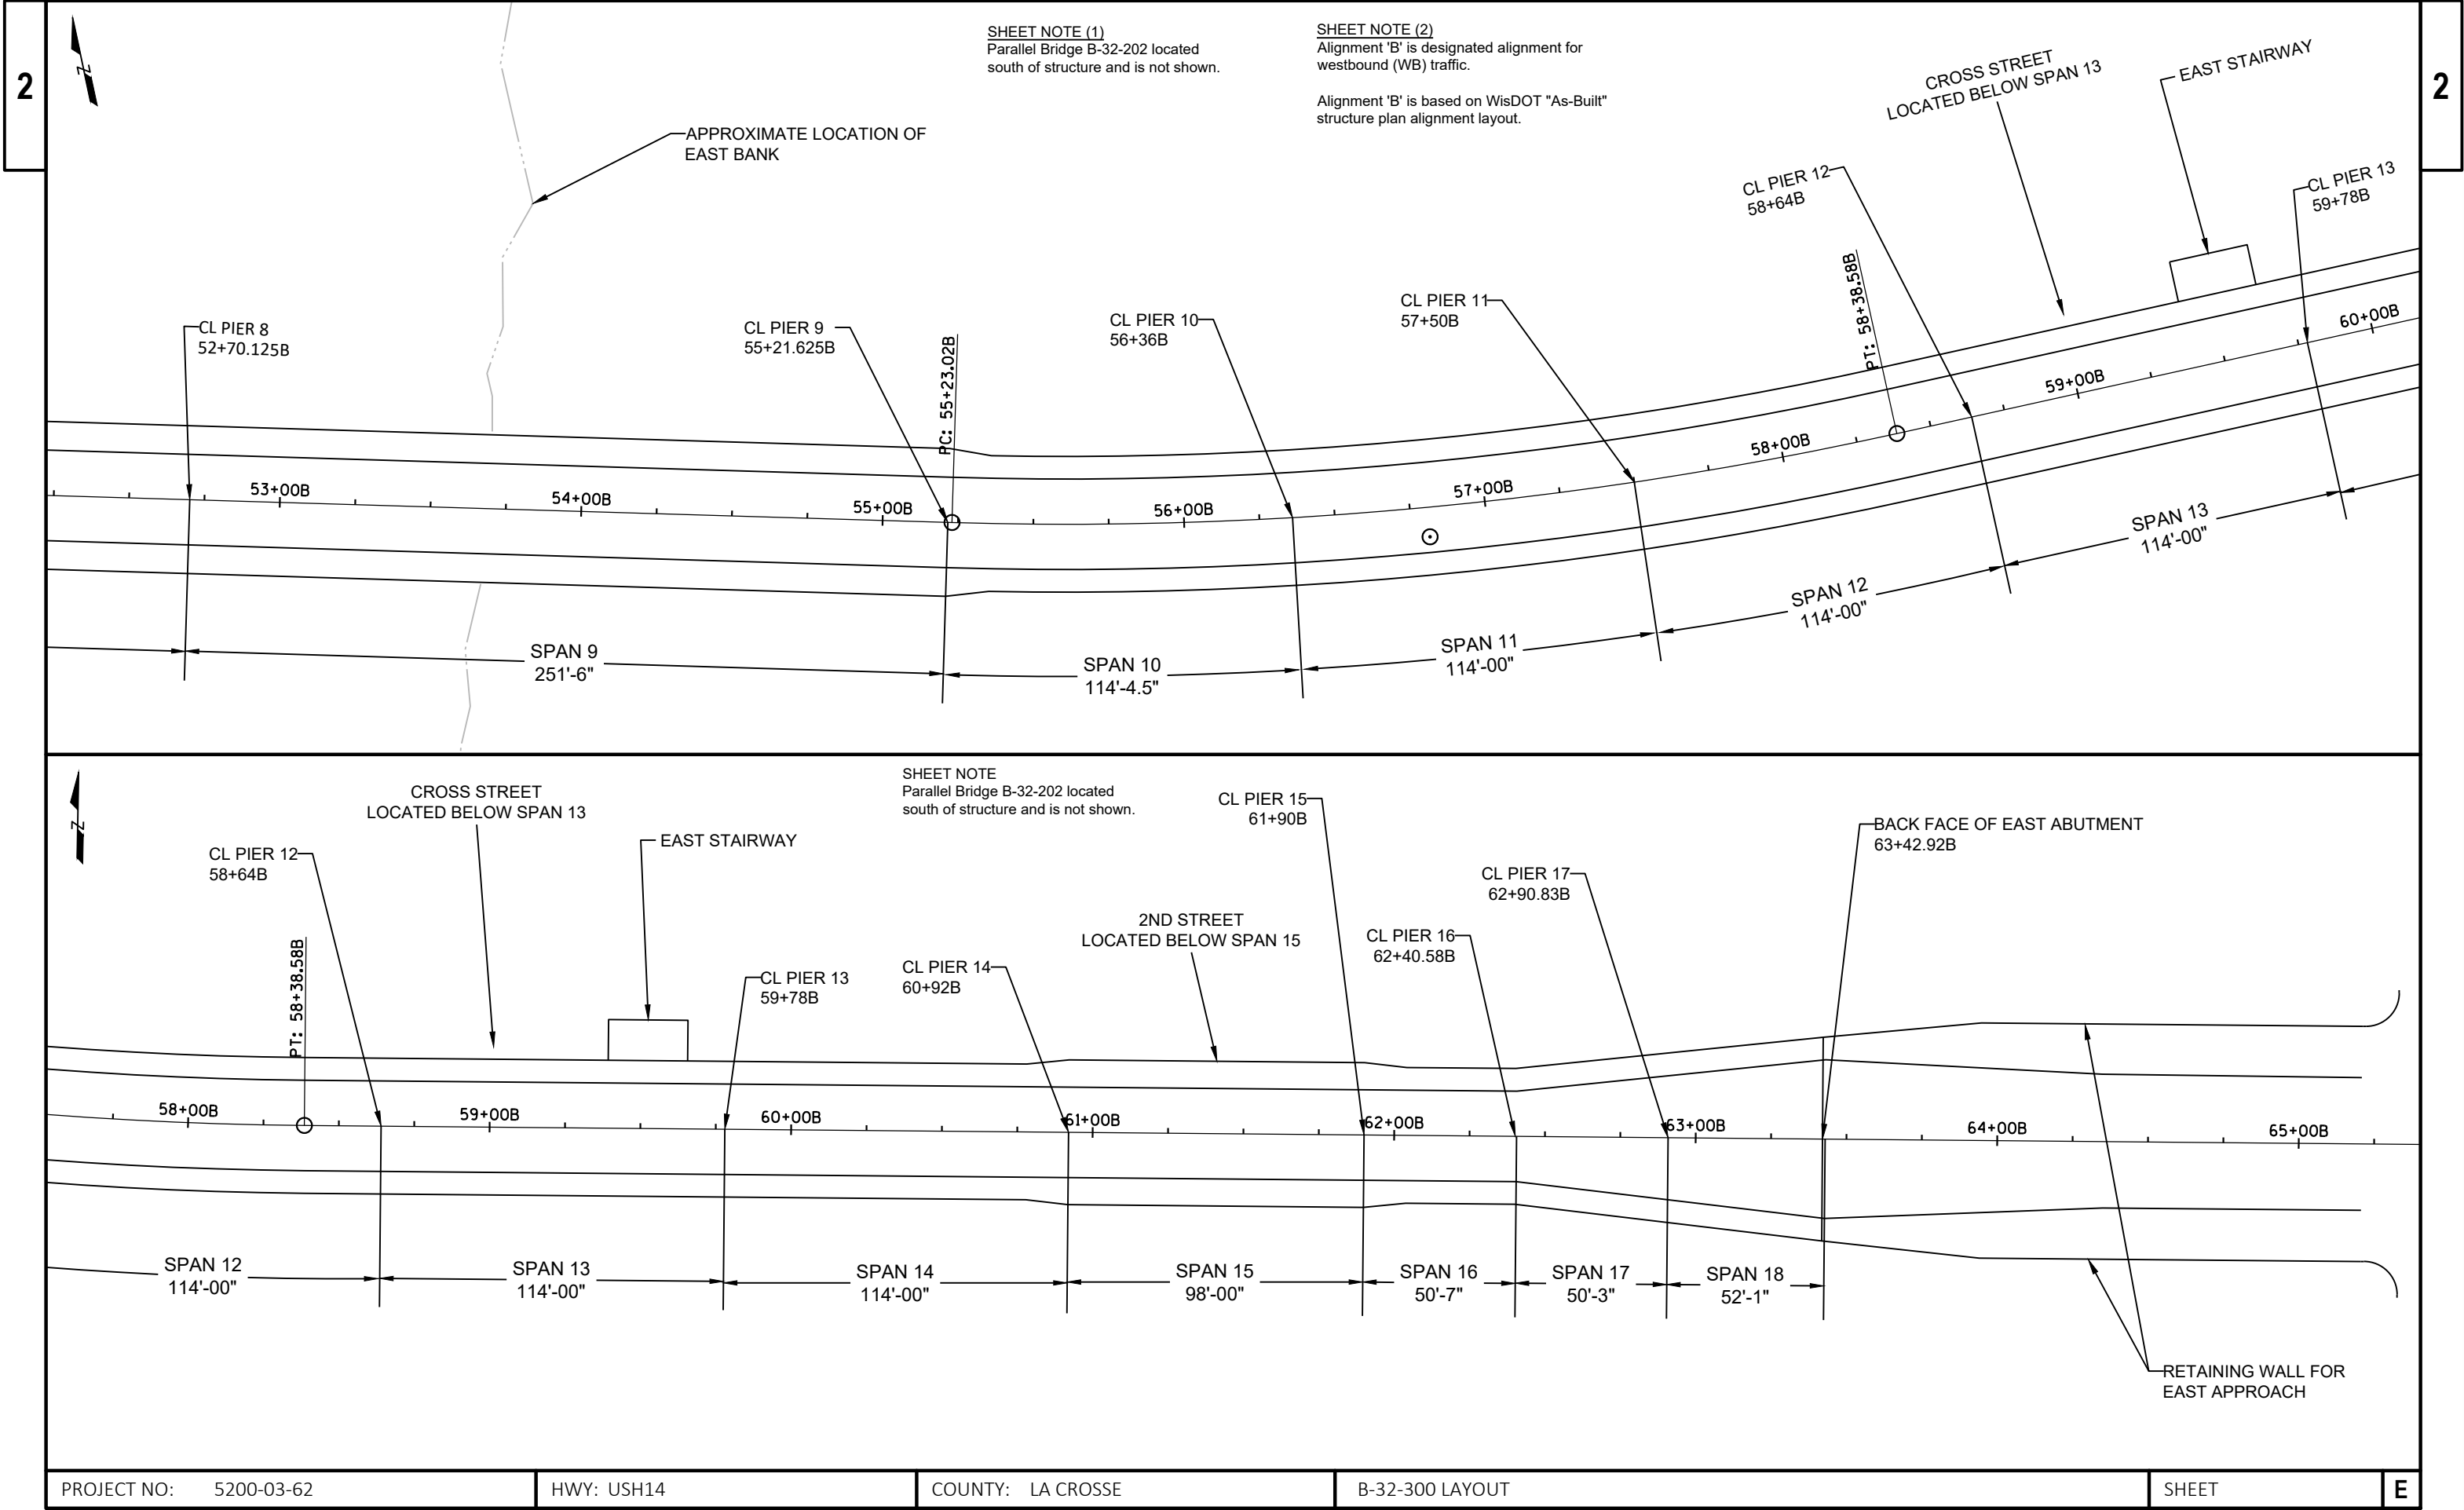 2
2
Z
SHEET NOTE (1)
Parallel Bridge B-32-202 located
south of structure and is not shown.
SHEET NOTE (2)
Alignment 'B' is designated alignment for
westbound (WB) traffic.
Alignment 'B' is based on WisDOT "As-Built"
structure plan alignment layout.
APPROXIMATE LOCATION OF
EAST BANK
CROSS STREET
LOCATED BELOW SPAN 13
EAST STAIRWAY
CL PIER 8
52+70.125B
CL PIER 9
55+21.625B
PC: 55+23.02B
CL PIER 10
56+36B
CL PIER 11
57+50B
CL PIER 12
58+64B
PT: 58+38.58B
CL PIER 13
59+78B
53+00B
54+00B
55+00B
56+00B
57+00B
58+00B
59+00B
60+00B
SPAN 9
251'-6"
SPAN 10
114'-4.5"
SPAN 11
114'-00"
SPAN 12
114'-00"
SPAN 13
114'-00"
Z
CROSS STREET
LOCATED BELOW SPAN 13
SHEET NOTE
Parallel Bridge B-32-202 located
south of structure and is not shown.
CL PIER 12
58+64B
EAST STAIRWAY
PT: 58+38.58B
CL PIER 13
59+78B
CL PIER 14
60+92B
2ND STREET
LOCATED BELOW SPAN 15
CL PIER 15
61+90B
CL PIER 16
62+40.58B
CL PIER 17
62+90.83B
BACK FACE OF EAST ABUTMENT
63+42.92B
58+00B
59+00B
60+00B
61+00B
62+00B
63+00B
64+00B
65+00B
SPAN 12
114'-00"
SPAN 13
114'-00"
SPAN 14
114'-00"
SPAN 15
98'-00"
SPAN 16
50'-7"
SPAN 17
50'-3"
SPAN 18
52'-1"
RETAINING WALL FOR
EAST APPROACH
PROJECT NO: 5200-03-62
HWY: USH14
COUNTY: LA CROSSE
B-32-300 LAYOUT
SHEET
E